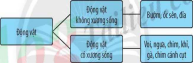 Động vật
không xương sống
Bướm, ốc sên, đỉa
Động vật
Động vật
có xương sống
Voi, ngựa, chim, khỉ,
gà, chim cánh cụt